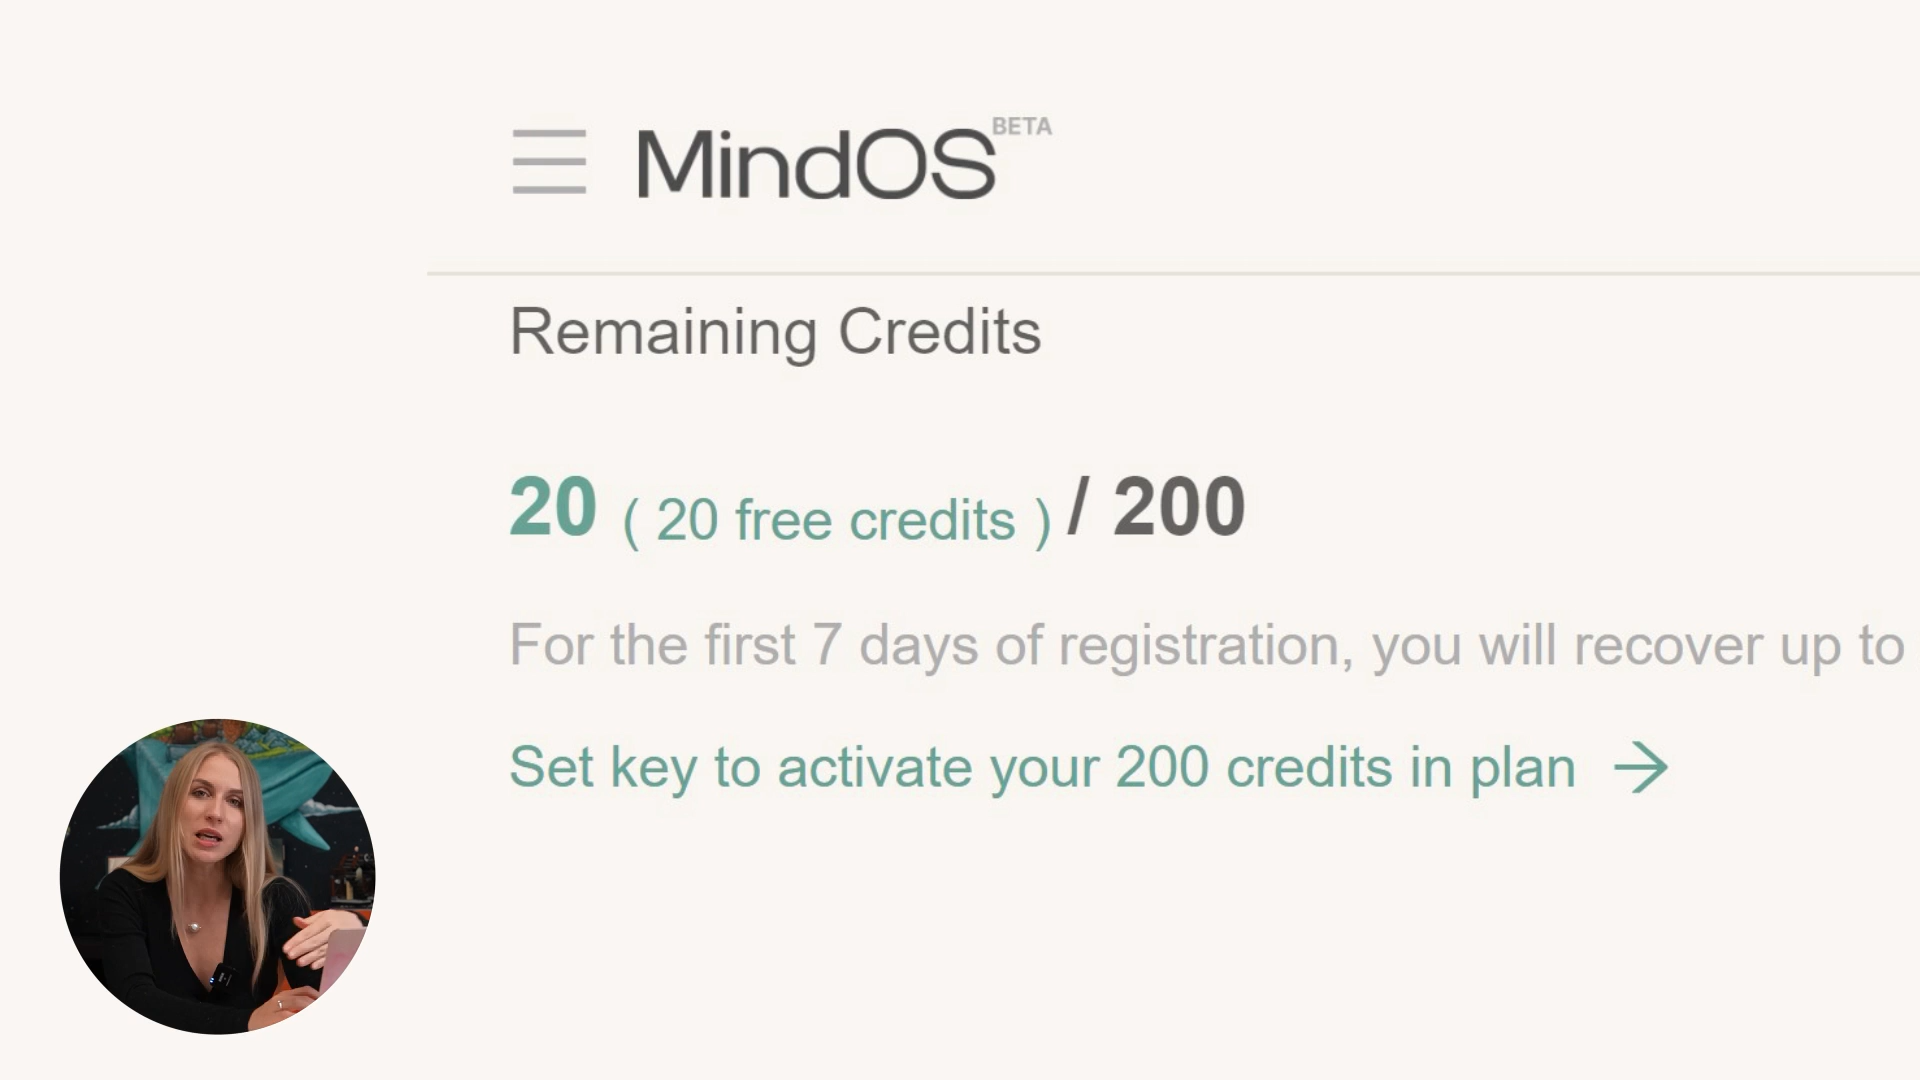 MindOS BETA
Remaining Credits
20 ( 20 free credits ) / 200
For the first 7 days of registration, you will recover up to
Set key to activate your 200 credits in plan →